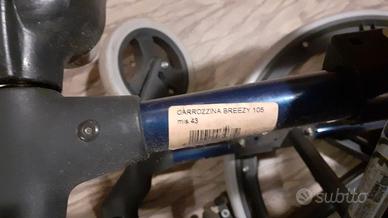 CARROZZINA BREEZY 105
mis 43
subito